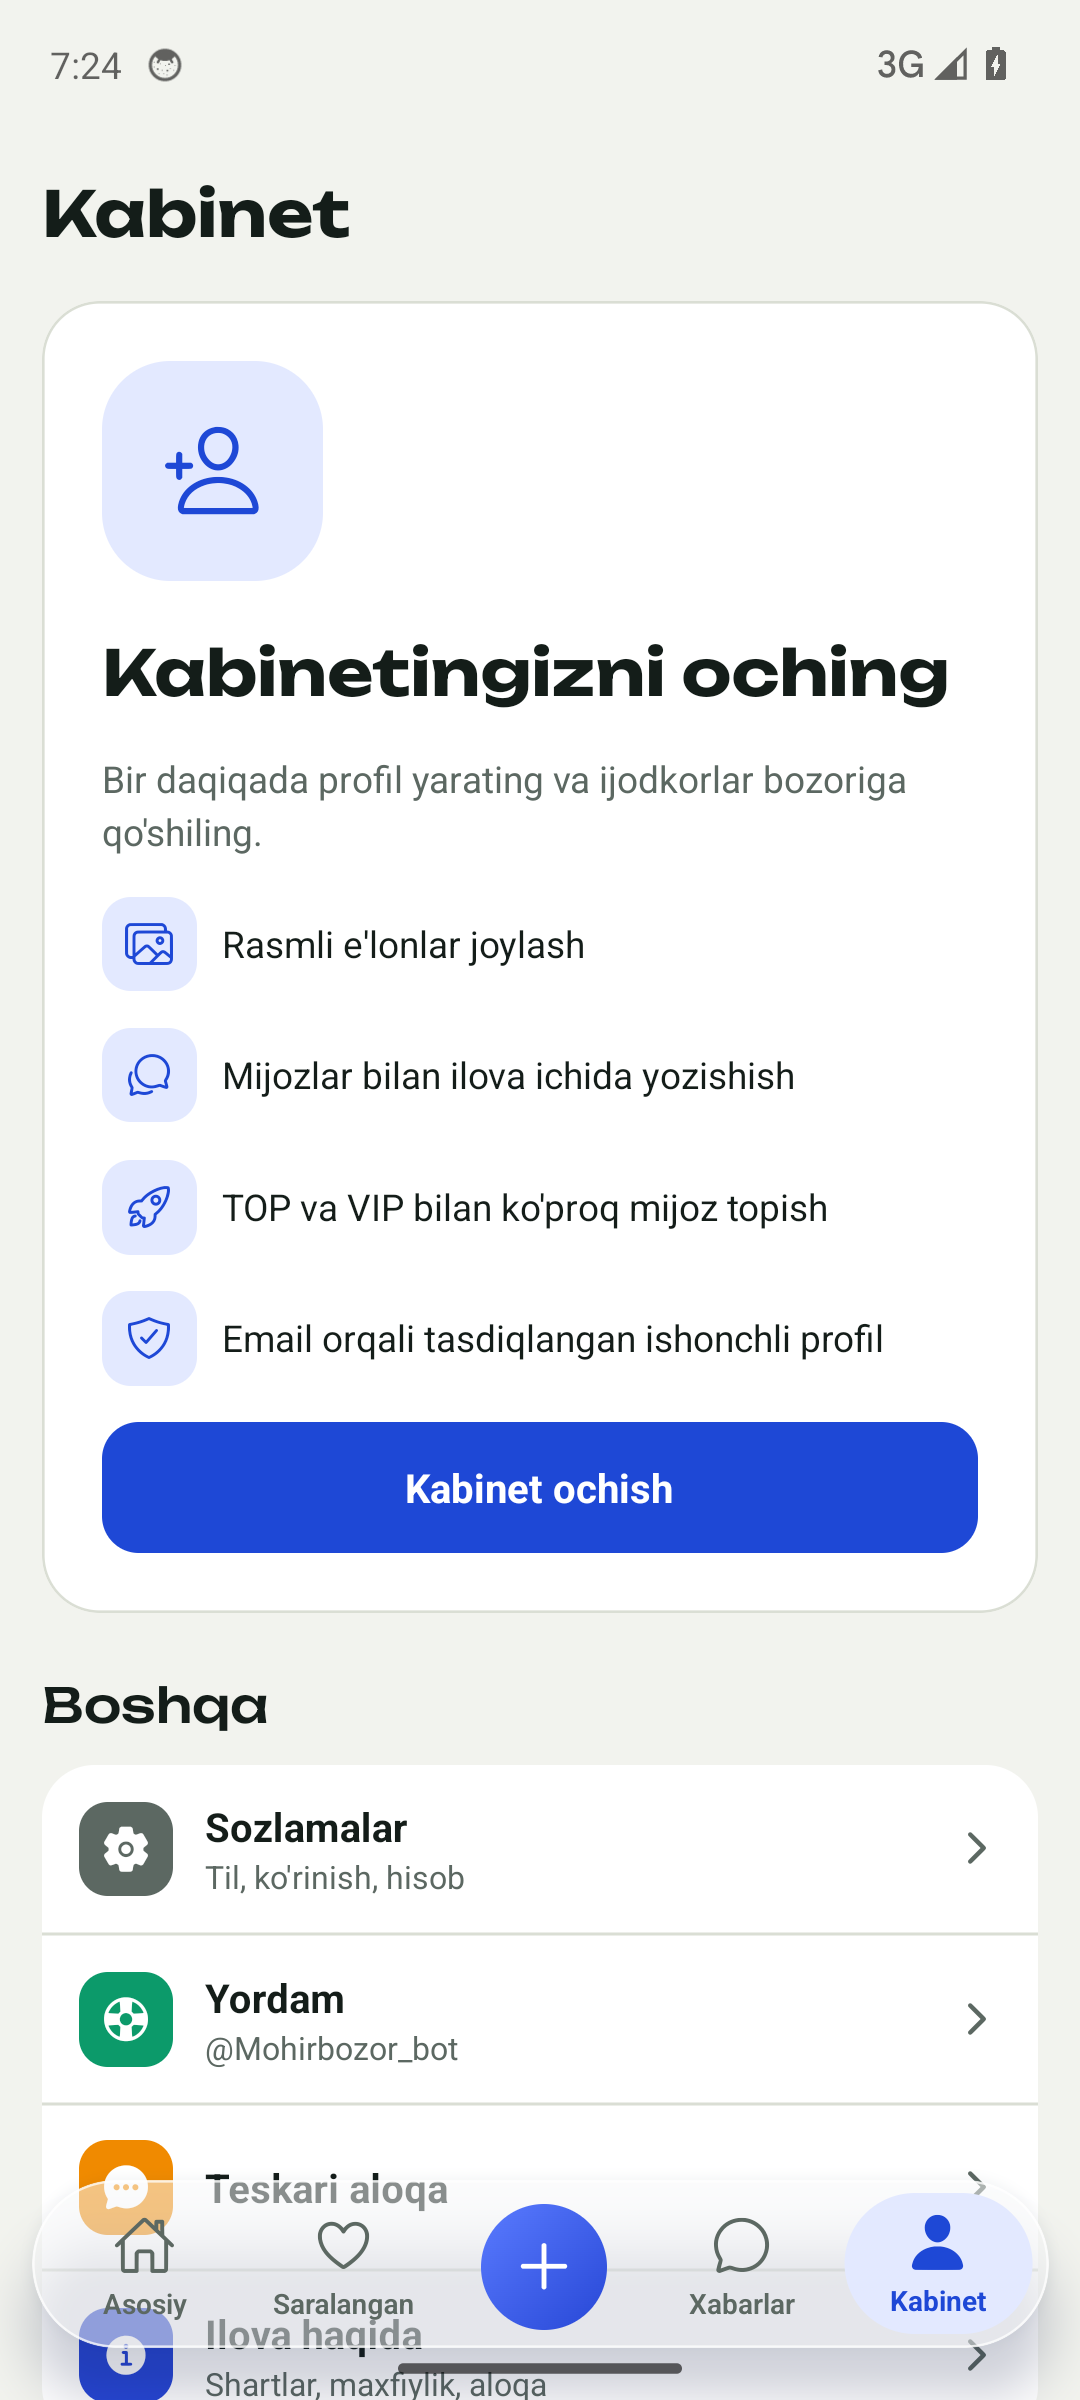 7:24
3G
Kabinet
Kabinetingizni oching
Bir daqiqada profil yarating va ijodkorlar bozoriga
qo'shiling.
Rasmli e'lonlar joylash
Mijozlar bilan ilova ichida yozishish
TOP va VIP bilan ko'proq mijoz topish
Email orqali tasdiqlangan ishonchli profil
Kabinet ochish
Boshqa
Sozlamalar
Til, ko'rinish, hisob
Yordam
@Mohirbozor_bot
Teskari aloqa
Asosiy
Saralangan
Xabarlar
Kabinet
Ilova haqida
Shartlar, maxfiylik, aloqa